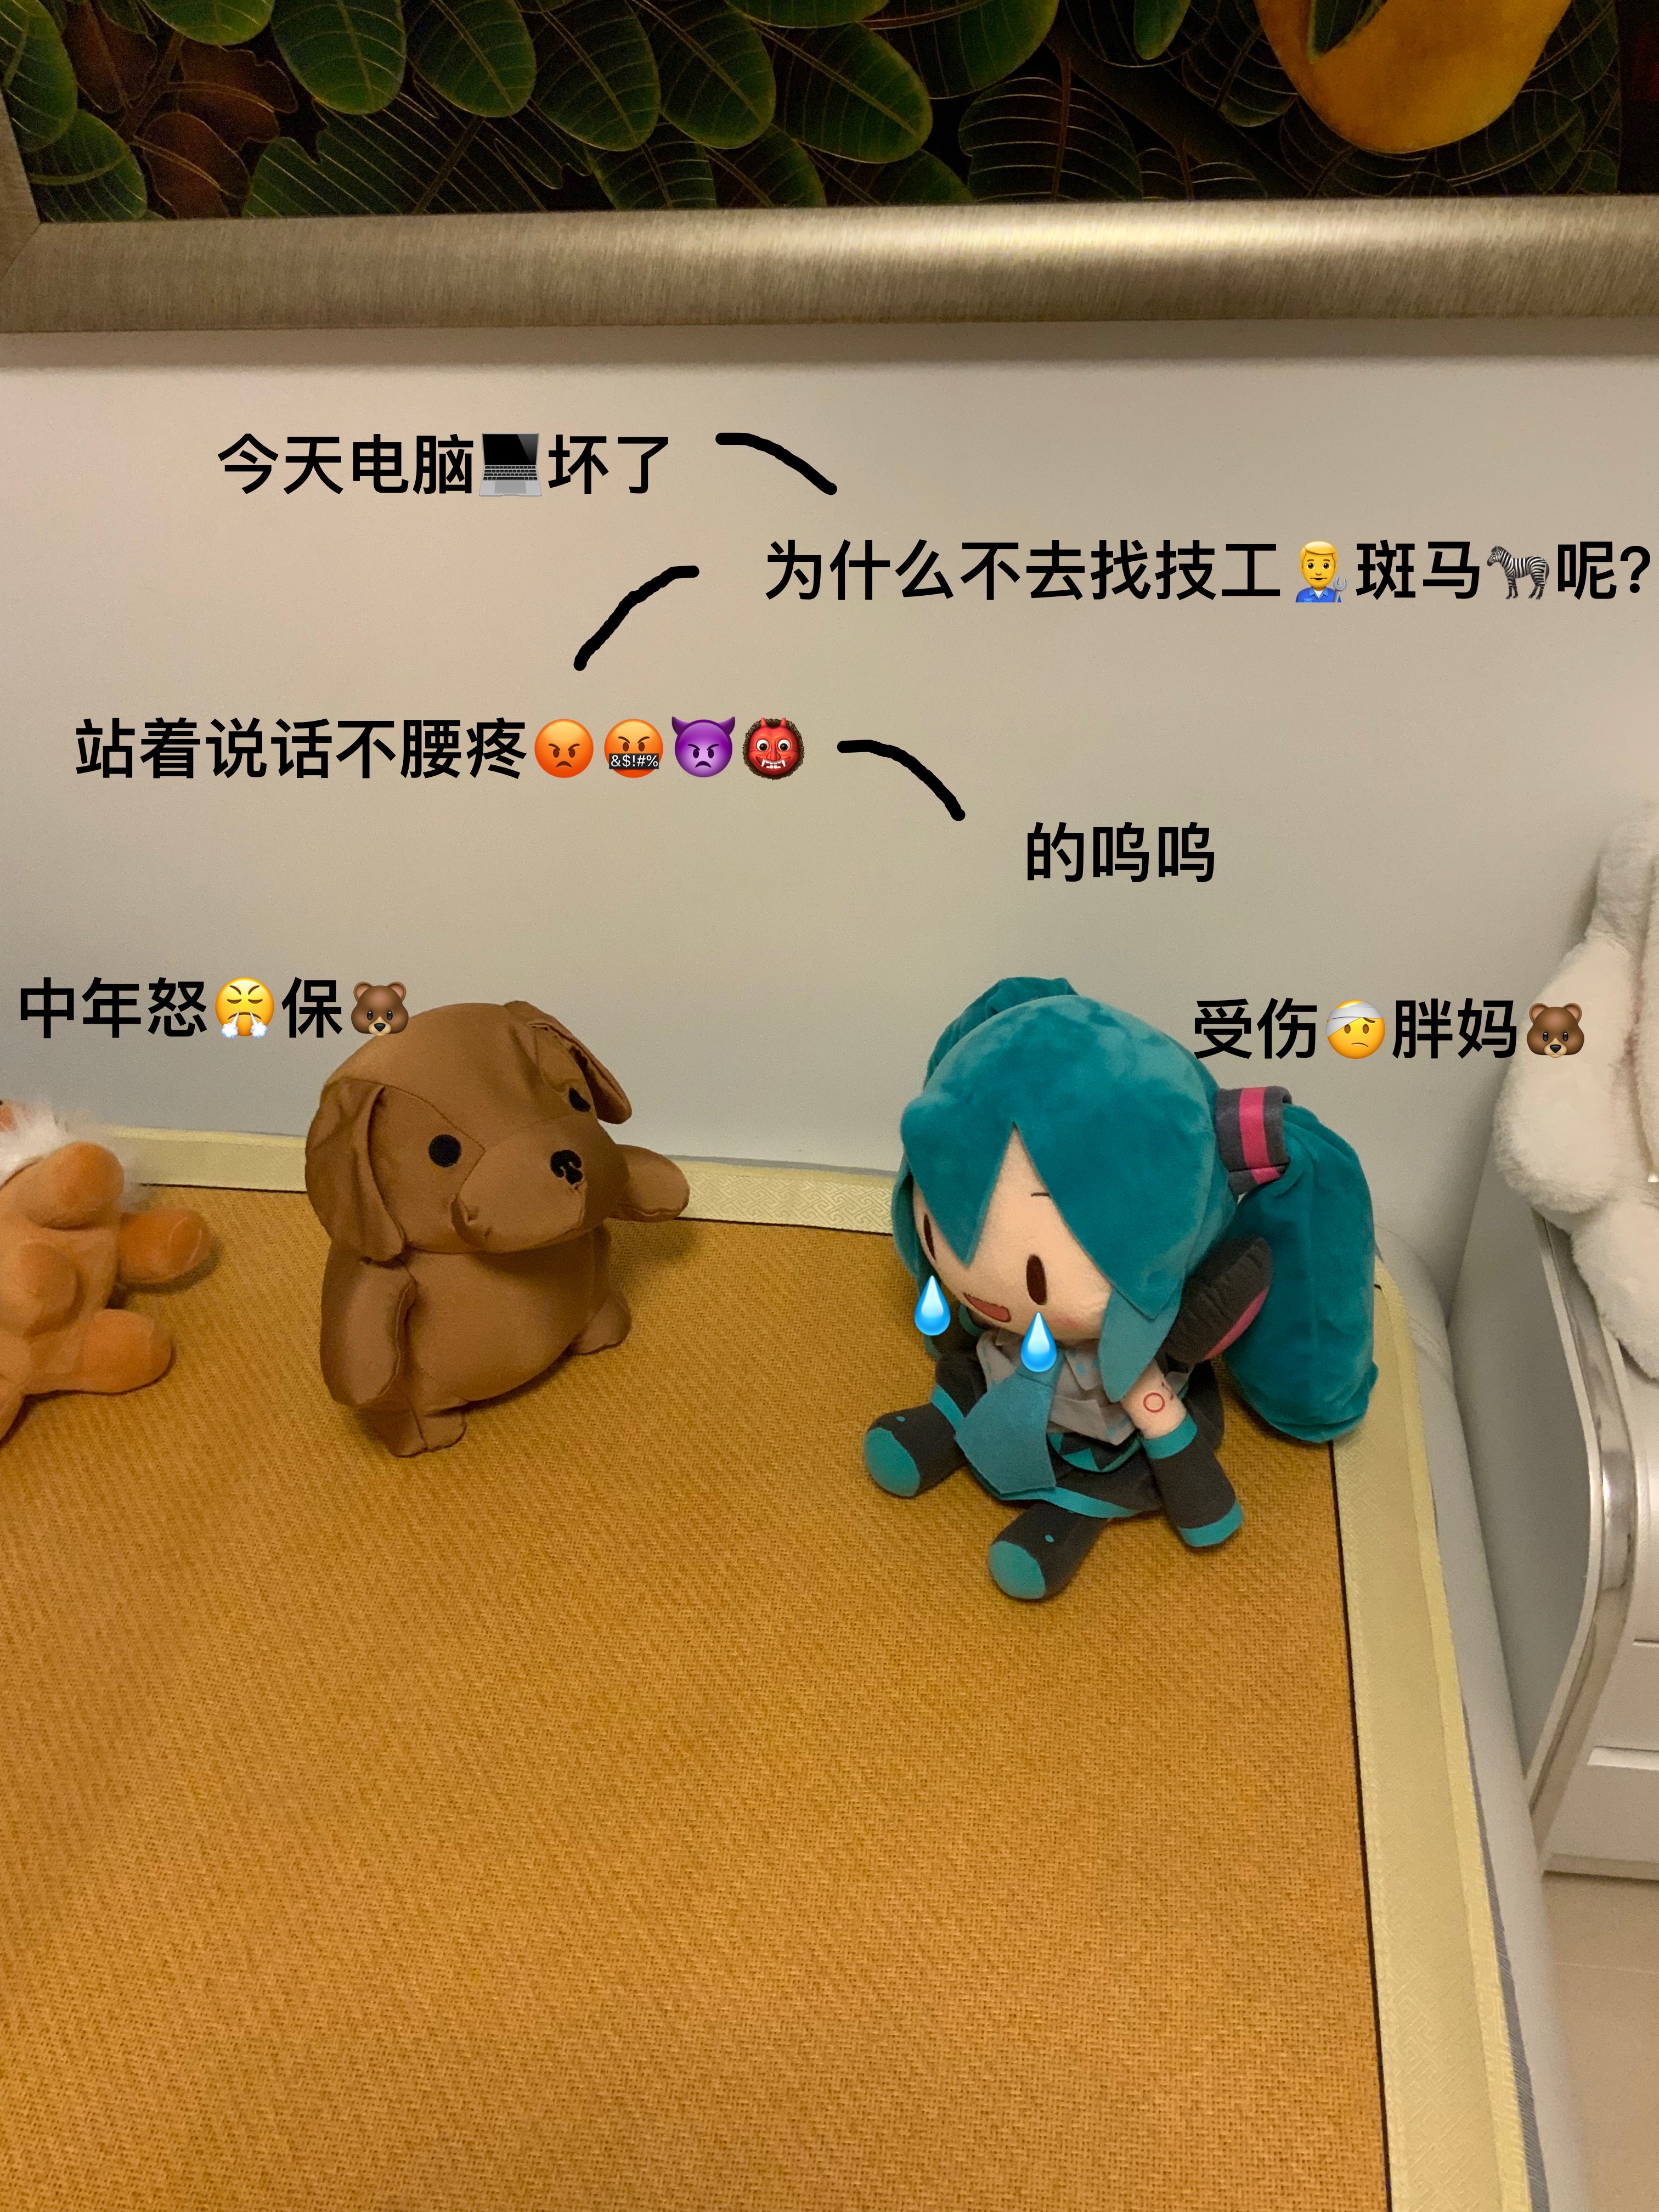 今天电脑💻坏了
为什么不去找技工👨‍🔧斑马🦓呢?
站着说话不腰疼😡🤬👿👹
的呜呜
中年怒😤保🐻
受伤🤕胖妈🐻